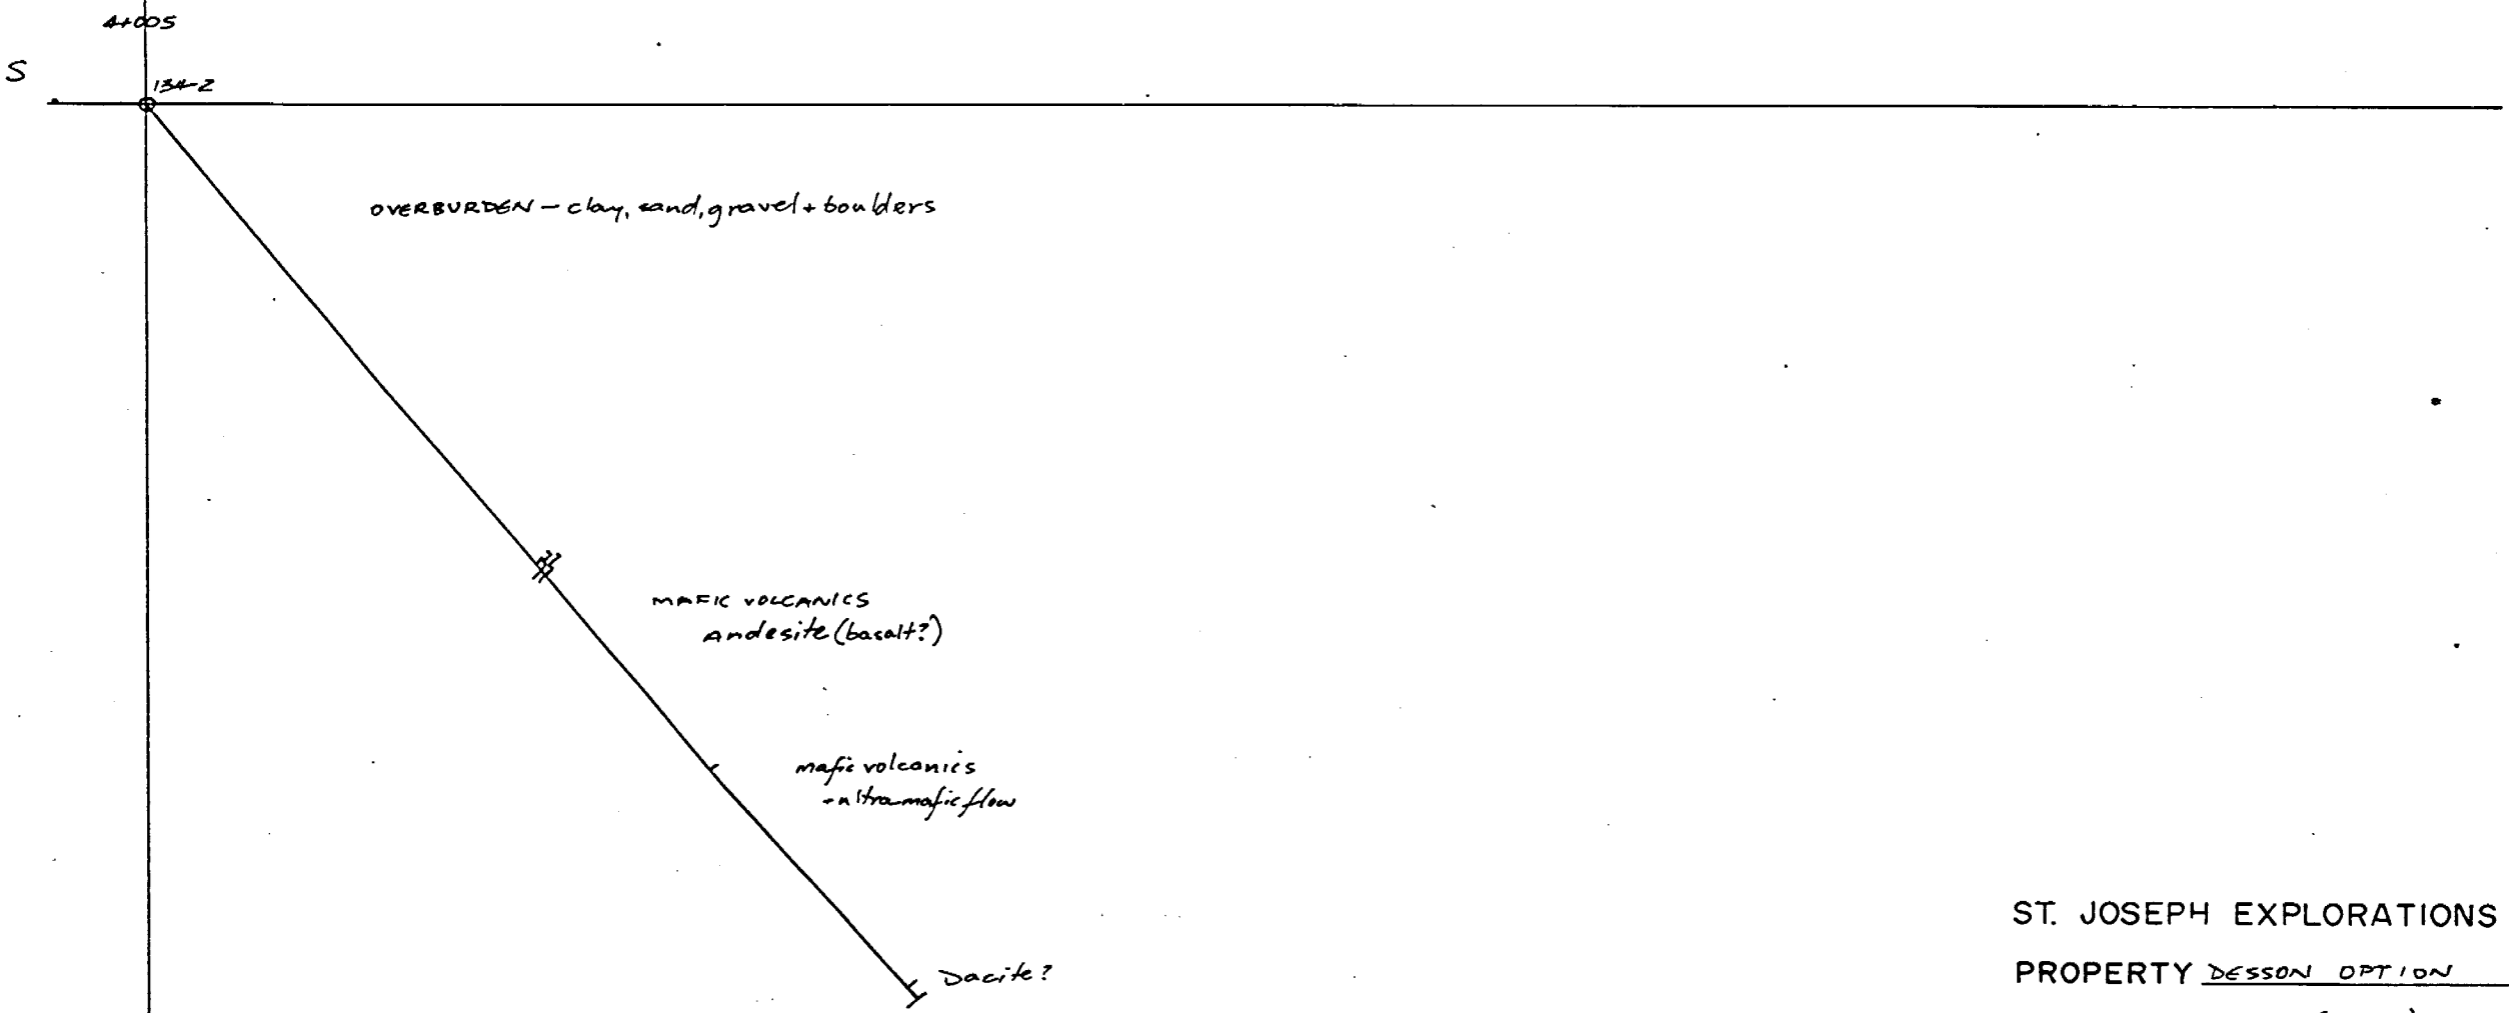 4+00S
S
134-2
OVERBURDEN - clay, sand, gravel + boulders
MAFIC VOLCANICS
andesite (basalt?)
mafic volcanics
- ultramafic flow
Dacite?
ST. JOSEPH EXPLORATIONS
PROPERTY DESSON OPTION